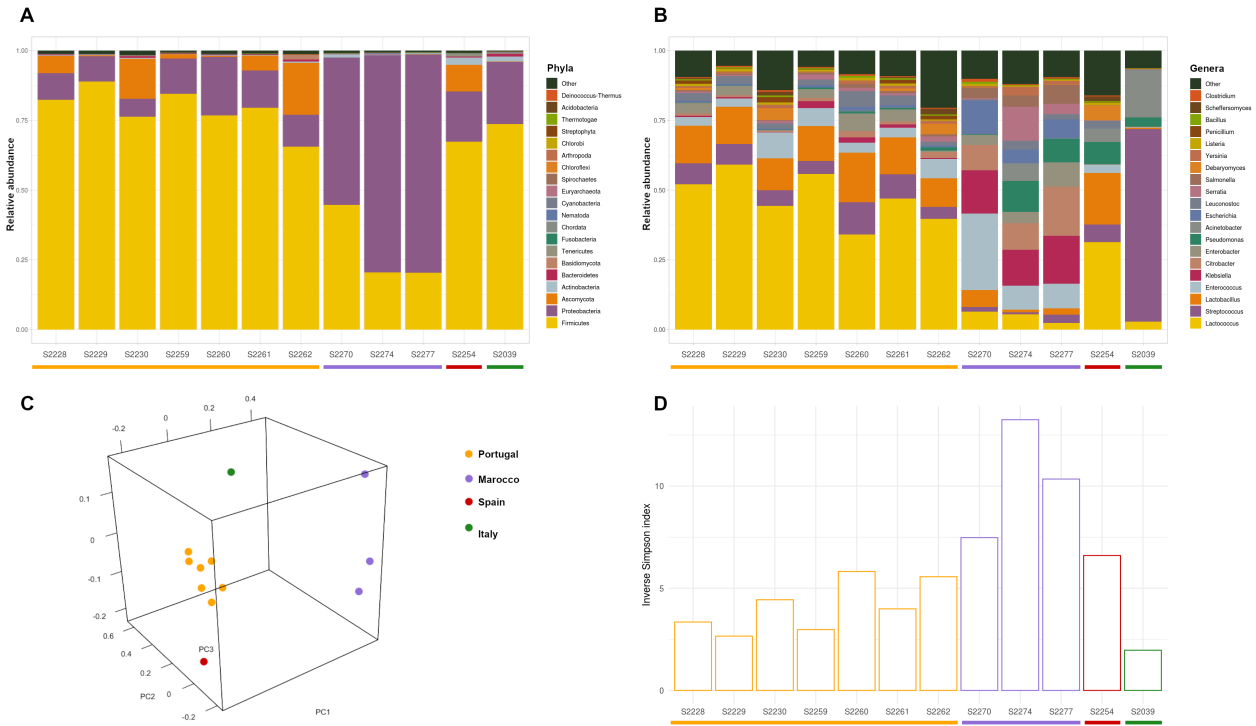 A
Relative abundance
1.00
0.75
0.50
0.25
0.00
S2228 S2229 S2230 S2259 S2260 S2261 S2262 S2270 S2274 S2277 S2254 S2039
Phyla
Other
Deinococcus-Thermus
Acidobacteria
Thermotogae
Streptophyta
Chlorobi
Arthropoda
Chloroflexi
Spirochaetes
Euryarchaeota
Cyanobacteria
Nematoda
Chordata
Fusobacteria
Tenericutes
Basidiomycota
Bacteroidetes
Actinobacteria
Ascomycota
Proteobacteria
Firmicutes
B
Relative abundance
1.00
0.75
0.50
0.25
0.00
S2228 S2229 S2230 S2259 S2260 S2261 S2262 S2270 S2274 S2277 S2254 S2039
Genera
Other
Clostridium
Scheffersomyces
Bacillus
Penicillium
Listeria
Yersinia
Debaryomyces
Salmonella
Serratia
Leuconostoc
Escherichia
Acinetobacter
Pseudomonas
Enterobacter
Citrobacter
Klebsiella
Enterococcus
Lactobacillus
Streptococcus
Lactococcus
C
-0.2 0 0.2 0.4
0.1
0
-0.1
-0.2
0.6
0.4
0.2
0
-0.2
PC3
PC2
PC1
Portugal
Marocco
Spain
Italy
D
Inverse Simpson index
10
5
0
S2228 S2229 S2230 S2259 S2260 S2261 S2262 S2270 S2274 S2277 S2254 S2039